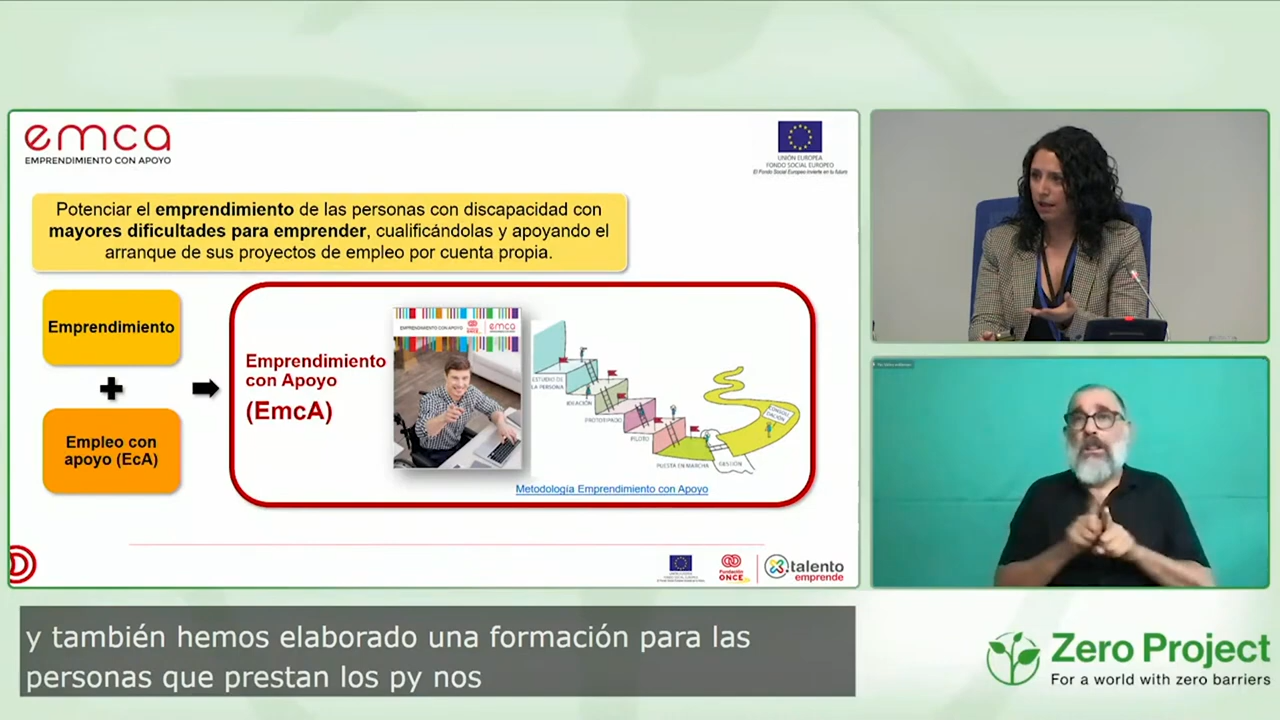 emca
EMPRENDIMIENTO CON APOYO
UNIÓN EUROPEA
FONDO SOCIAL EUROPEO
El Fondo Social Europeo invierte en tu futuro
Potenciar el emprendimiento de las personas con discapacidad con
mayores dificultades para emprender, cualificándolas y apoyando el
arranque de sus proyectos de empleo por cuenta propia.
Emprendimiento
+
Empleo con
apoyo (EcA)
Emprendimiento
con Apoyo
(EmcA)
EMPRENDIMIENTO CON APOYO
emca
ESTUDIO DE
LA PERSONA
IDEACIÓN
PROTOTIPADO
PILOTO
PUESTA EN MARCHA
GESTIÓN
CONSOLI
DACIÓN
Metodología Emprendimiento con Apoyo
Fundación
ONCE
talento
emprende
y también hemos elaborado una formación para las
personas que prestan los py nos
Zero Project
For a world with zero barriers